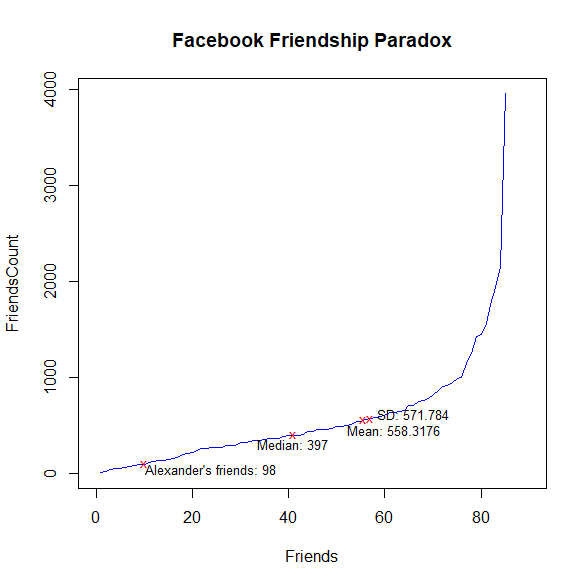 Facebook Friendship Paradox
FriendsCount
4000
3000
2000
1000
0
SD: 571.784
Mean: 558.3176
Median: 397
Alexander's friends: 98
0 20 40 60 80
Friends